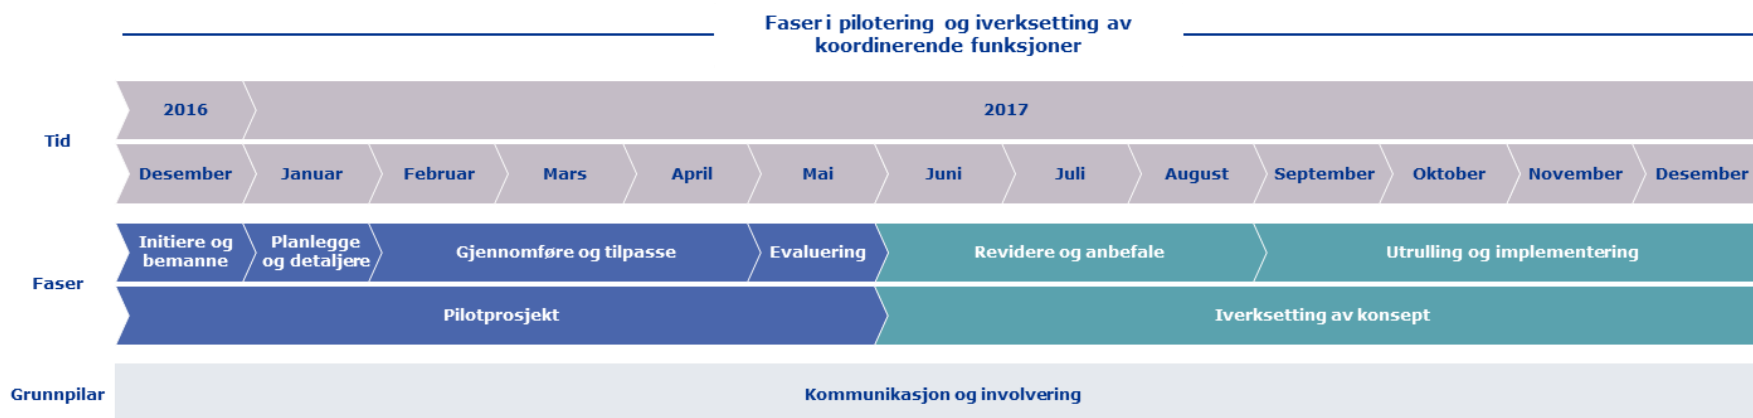 Faser i pilotering og iverksetting av
koordinerende funksjoner
Tid
2016
2017
Desember
Januar
Februar
Mars
April
Mai
Juni
Juli
August
September
Oktober
November
Desember
Faser
Initiere og
bemanne
Planlegge
og detaljere
Gjennomføre og tilpasse
Evaluering
Revidere og anbefale
Utrulling og implementering
Pilotprosjekt
Iverksetting av konsept
Grunnpilar
Kommunikasjon og involvering